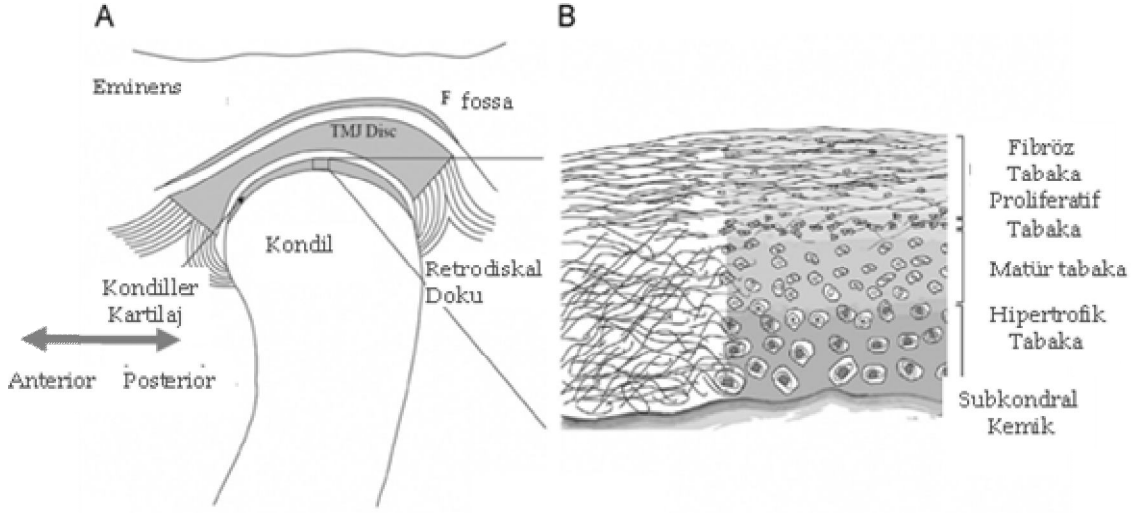 A
Eminens
F fossa
TMJ Disc
Kondil
Retrodiskal
Doku
Kondiller
Kartilaj
Anterior Posterior
B
Fibröz
Tabaka
Proliferatif
Tabaka
Matür tabaka
Hipertrofik
Tabaka
Subkondral
Kemik